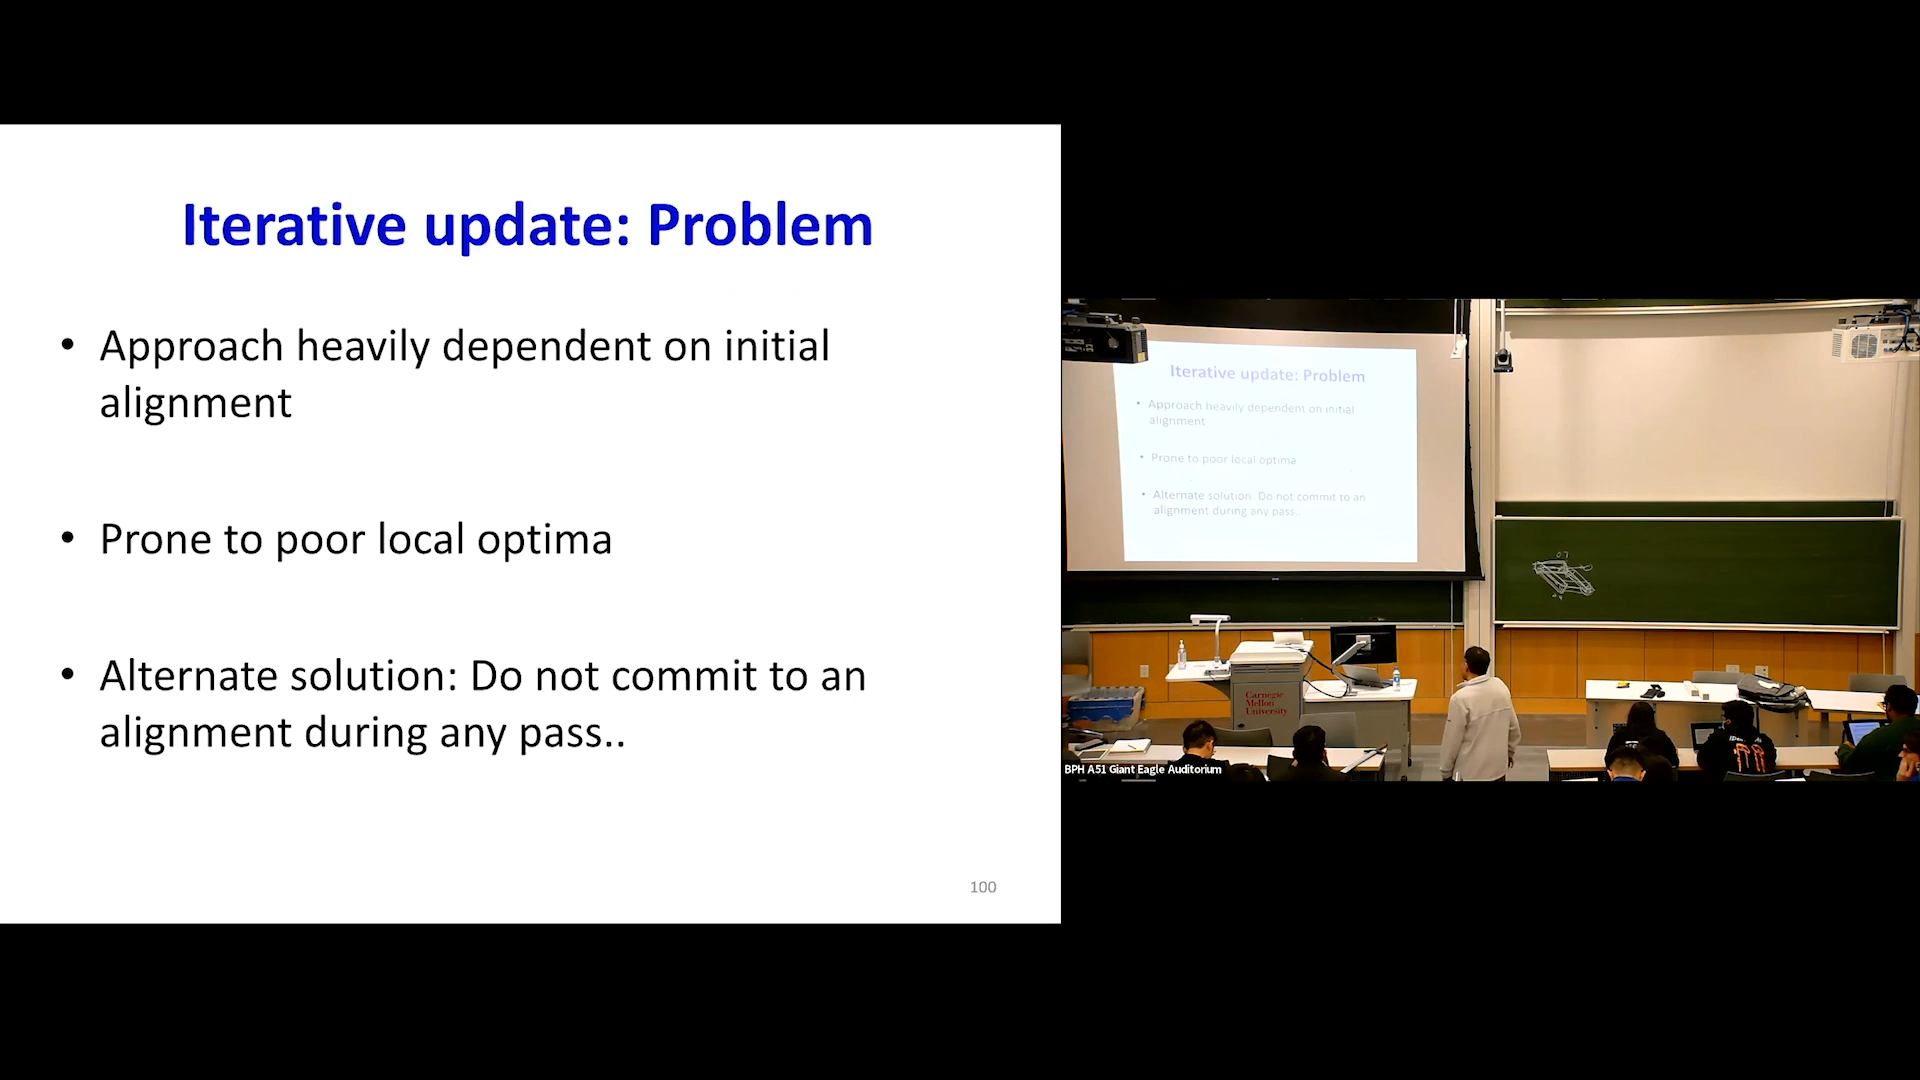 Iterative update: Problem
• Approach heavily dependent on initial
alignment
• Prone to poor local optima
• Alternate solution: Do not commit to an
alignment during any pass..
100
Iterative update: Problem
• Approach heavily dependent on initial
alignment
• Prone to poor local optima
• Alternate solution: Do not commit to an
alignment during any pass..
Carnegie
Mellon
University
BPH A51 Giant Eagle Auditorium